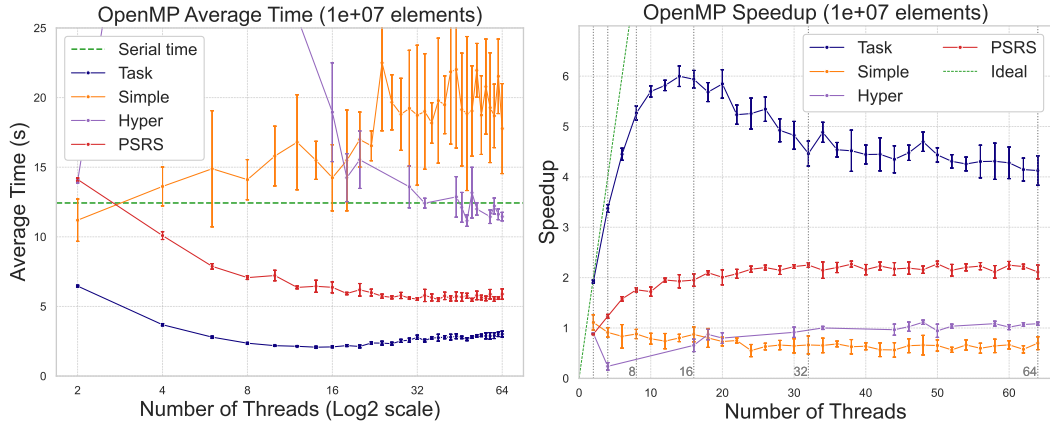 OpenMP Average Time (1e+07 elements)
Average Time (s)
25
20
15
10
5
0
Serial time
Task
Simple
Hyper
PSRS
2
4
8
16
32
64
Number of Threads (Log2 scale)
OpenMP Speedup (1e+07 elements)
Speedup
6
5
4
3
2
1
0
Task
Simple
Hyper
PSRS
Ideal
8
16
32
64
0
10
20
30
40
50
60
Number of Threads